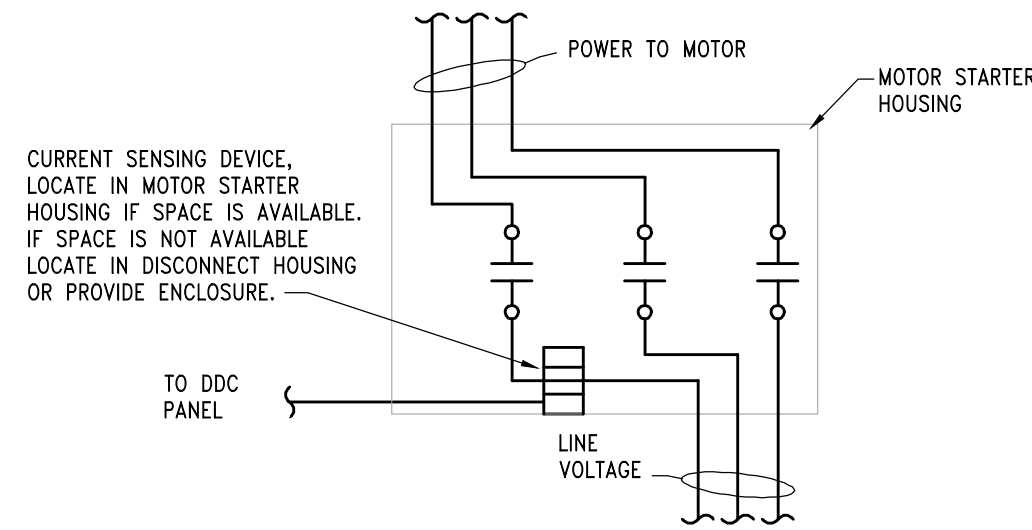 POWER TO MOTOR
MOTOR STARTER
HOUSING
CURRENT SENSING DEVICE,
LOCATE IN MOTOR STARTER
HOUSING IF SPACE IS AVAILABLE.
IF SPACE IS NOT AVAILABLE
LOCATE IN DISCONNECT HOUSING
OR PROVIDE ENCLOSURE.
TO DDC
PANEL
LINE
VOLTAGE